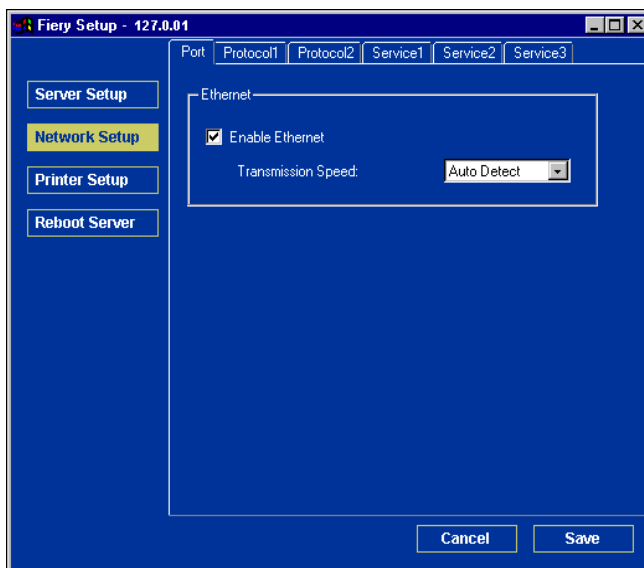 Fiery Setup - 127.0.01
Port Protocol1 Protocol2 Service1 Service2 Service3
Server Setup
Network Setup
Printer Setup
Reboot Server
Ethernet
Enable Ethernet
Transmission Speed: Auto Detect
Cancel Save